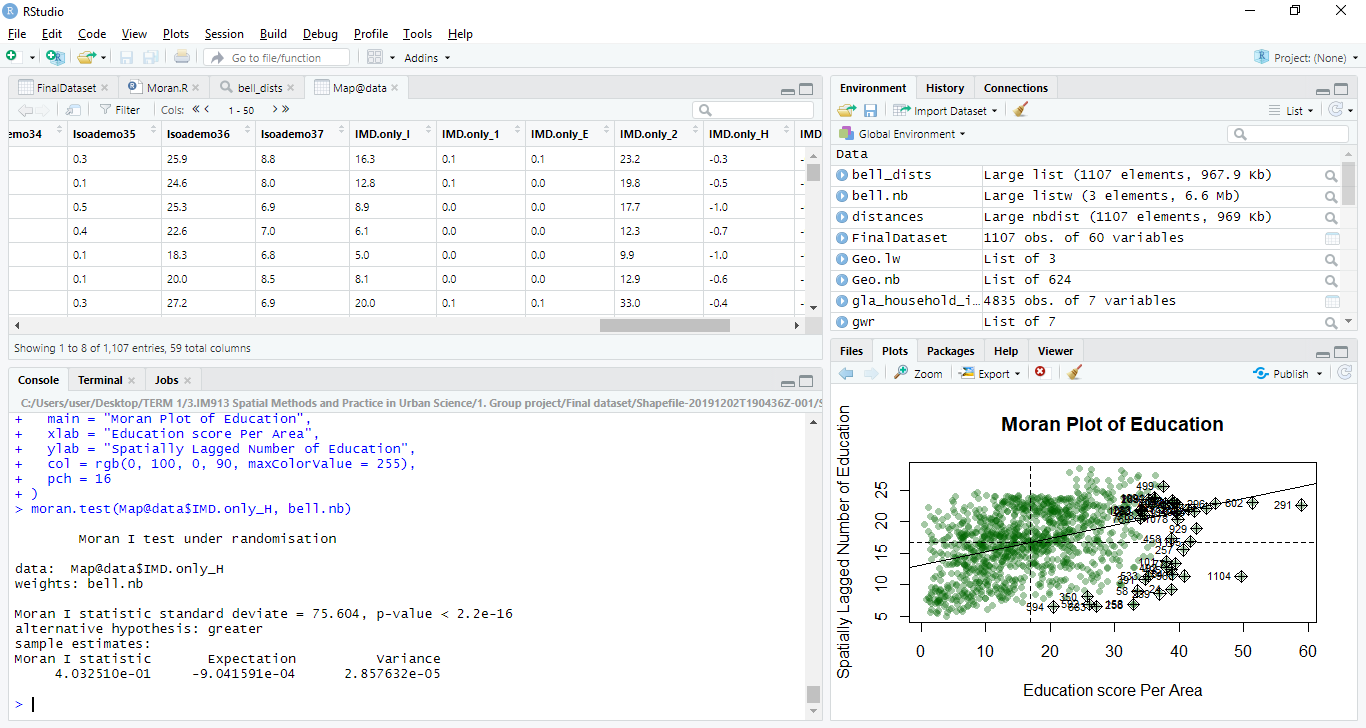 RStudio
File Edit Code View Plots Session Build Debug Profile Tools Help
Go to file/function Addins Project: (None)
FinalDataset Moran.R bell_dists Map@data
Filter Cols: 1 - 50
emo34 lsoademo35 lsoademo36 lsoademo37 IMD.only_I IMD.only_1 IMD.only_E IMD.only_2 IMD.only_H IMD
0.3 25.9 8.8 16.3 0.1 0.1 23.2 -0.3 -
0.1 24.6 8.0 12.8 0.1 0.0 19.8 -0.5 -
0.5 25.3 6.9 8.9 0.0 0.0 17.7 -1.0 -
0.4 22.6 7.0 6.1 0.0 0.0 12.3 -0.7 -
0.1 18.3 6.8 5.0 0.0 0.0 9.9 -1.0 -
0.1 20.0 8.5 8.1 0.0 0.0 12.9 -0.6 -
0.3 27.2 6.9 20.0 0.1 0.1 33.0 -0.4 -
Showing 1 to 8 of 1,107 entries, 59 total columns
Console Terminal Jobs
C:/Users/user/Desktop/TERM 1/3.IM913 Spatial Methods and Practice in Urban Science/1. Group project/Final dataset/Shapefile-20191202T190436Z-001/S
+ main = "Moran Plot of Education",
+ xlab = "Education score Per Area",
+ ylab = "Spatially Lagged Number of Education",
+ col = rgb(0, 100, 0, 90, maxColorValue = 255),
+ pch = 16
+ )
> moran.test(Map@data$IMD.only_H, bell.nb)
Moran I test under randomisation
data: Map@data$IMD.only_H
weights: bell.nb
Moran I statistic standard deviate = 75.604, p-value < 2.2e-16
alternative hypothesis: greater
sample estimates:
Moran I statistic Expectation Variance
4.032510e-01 -9.041591e-04 2.857632e-05
>
Environment History Connections
Import Dataset List
Global Environment
Data
bell_dists Large list (1107 elements, 967.9 Kb)
bell.nb Large listw (3 elements, 6.6 Mb)
distances Large nbdist (1107 elements, 969 Kb)
FinalDataset 1107 obs. of 60 variables
Geo.lw List of 3
Geo.nb List of 624
gla_household_i… 4835 obs. of 7 variables
gwr List of 7
Files Plots Packages Help Viewer
Zoom Export Publish
Moran Plot of Education
Spatially Lagged Number of Education
25
20
15
10
5
499
802
291
1078
929
458
257
1104
58
350
594
0 10 20 30 40 50 60
Education score Per Area